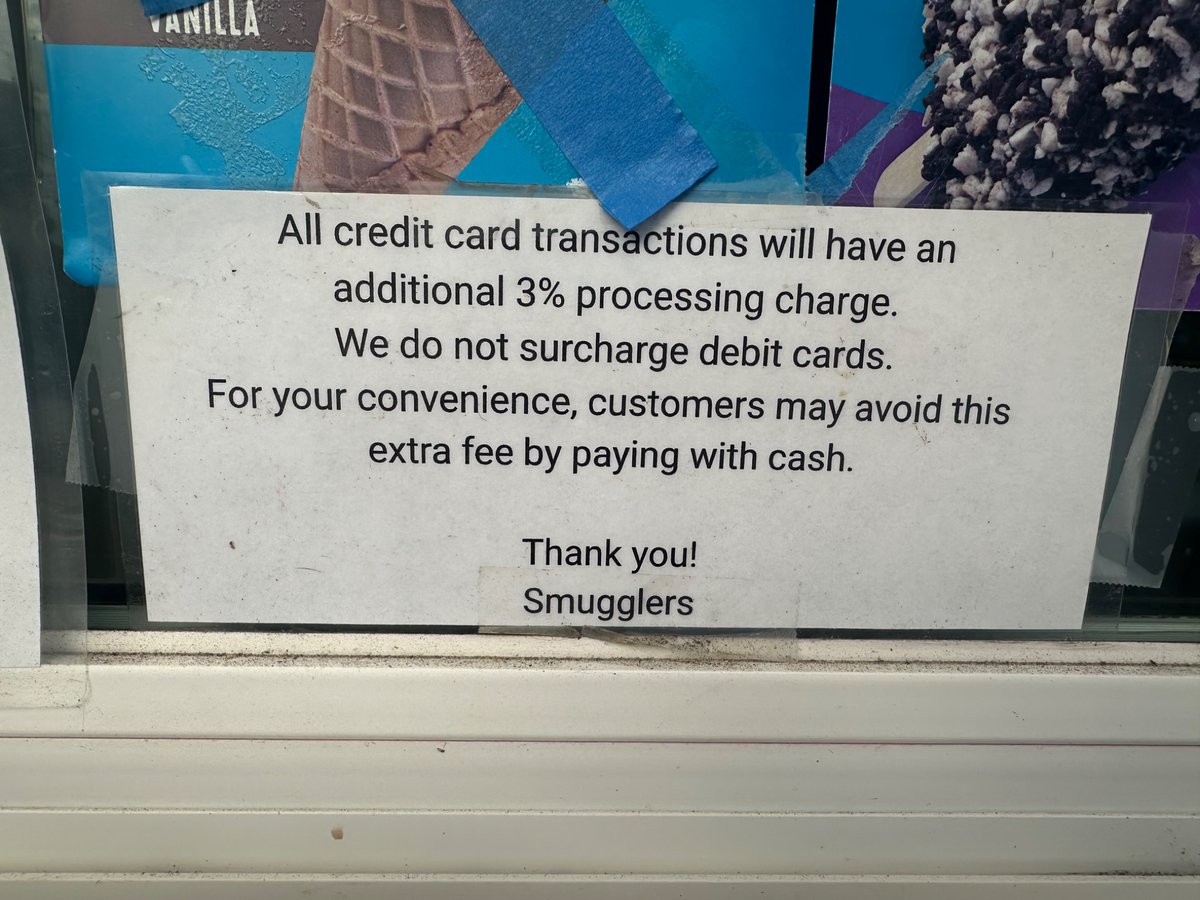 VANILLA
All credit card transactions will have an
additional 3% processing charge.
We do not surcharge debit cards.
For your convenience, customers may avoid this
extra fee by paying with cash.
Thank you!
Smugglers